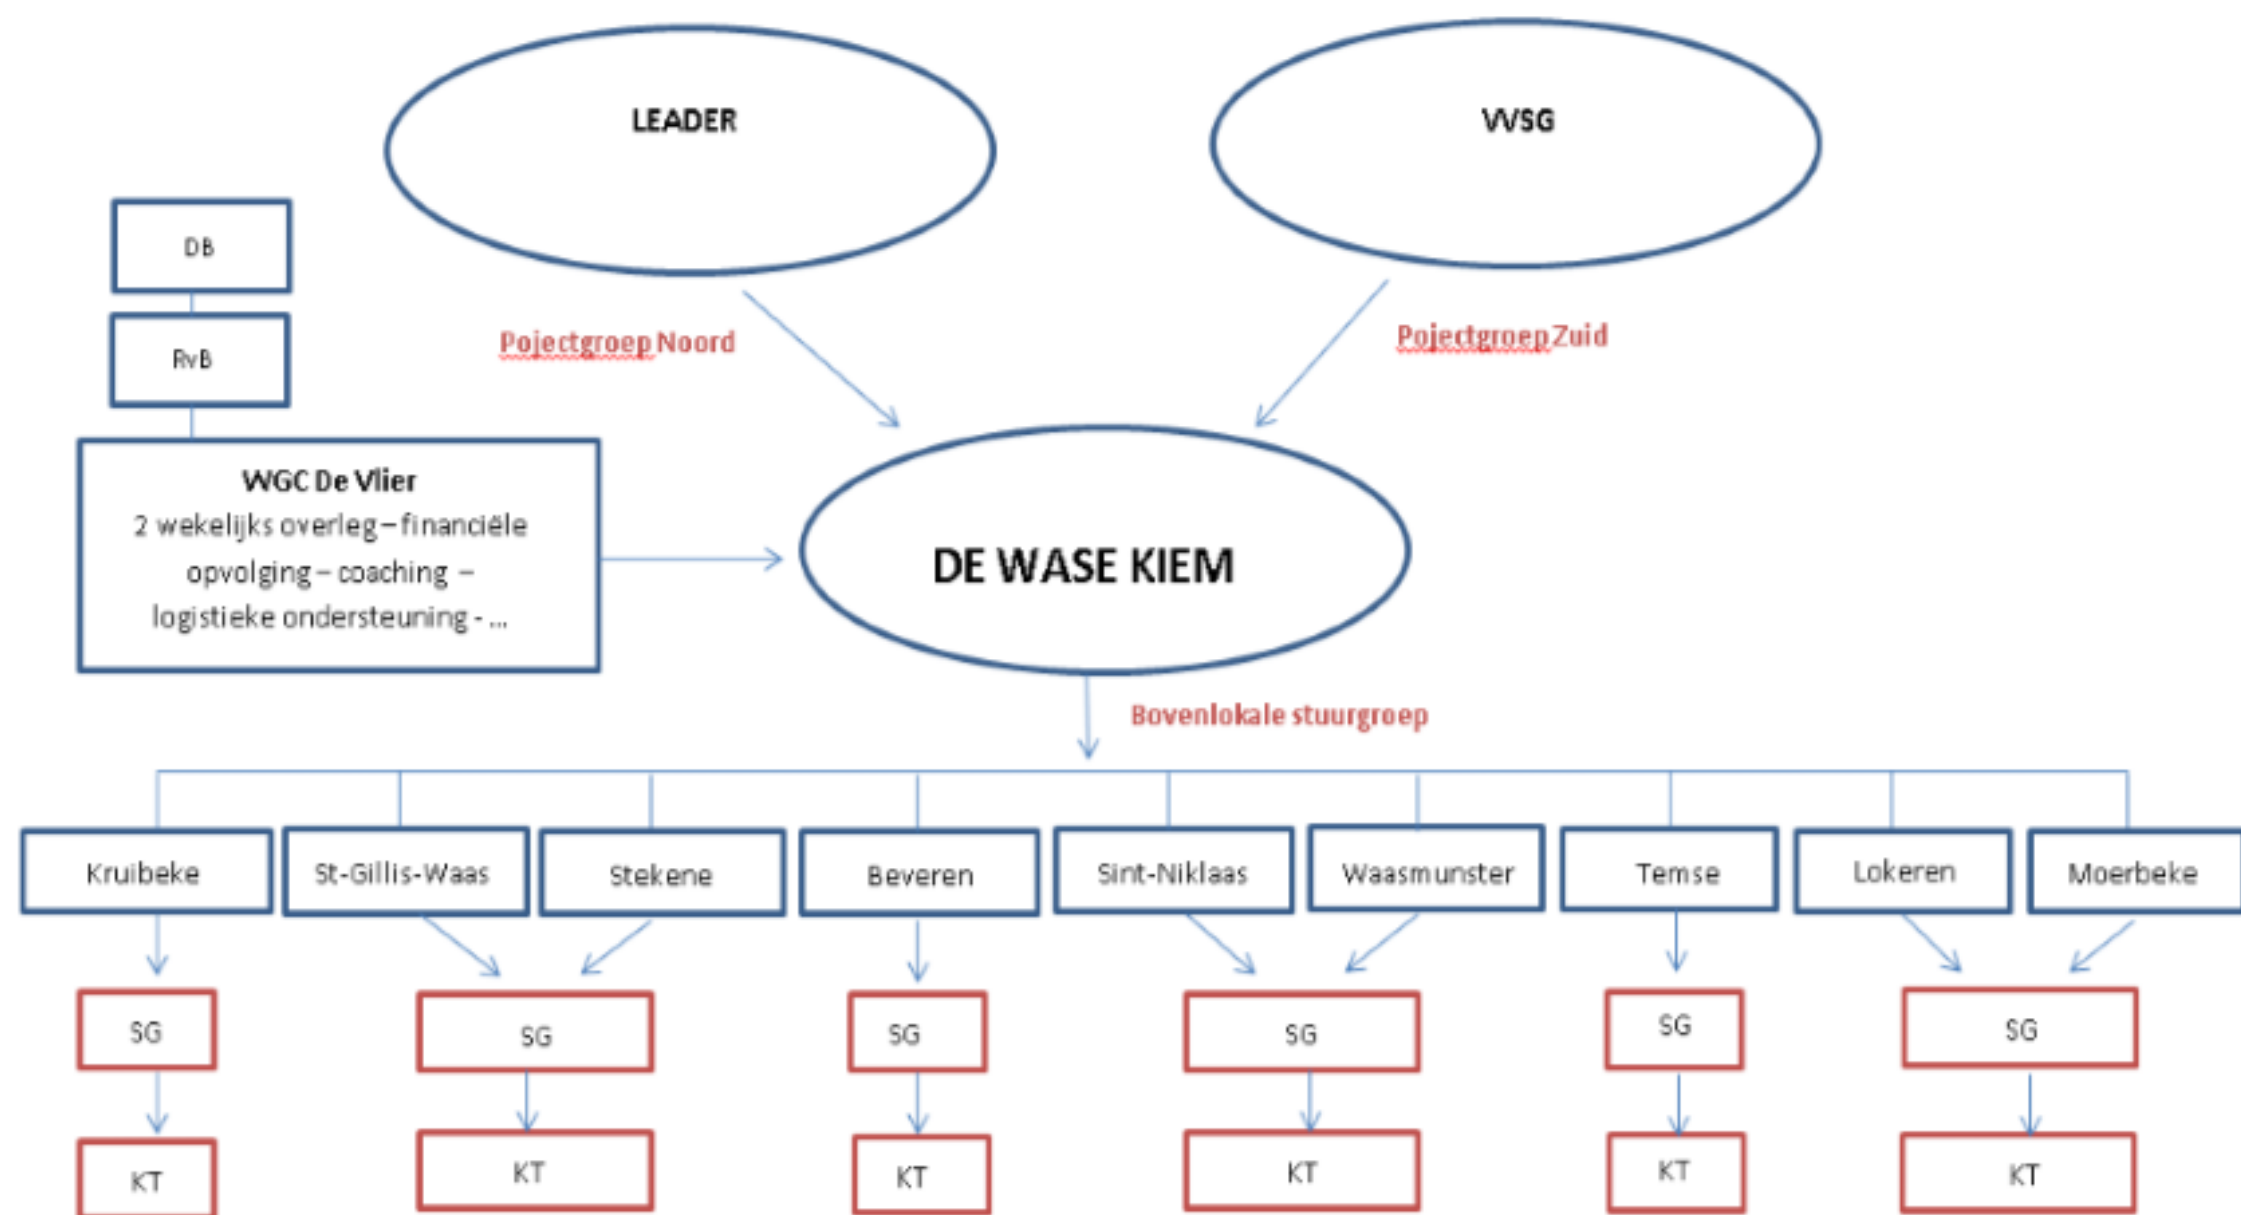 LEADER
VVSG
DB
RvB
Pojectgroep Noord
Pojectgroep Zuid
WGC De Vlier
2 wekelijks overleg – financiële
opvolging – coaching –
logistieke ondersteuning - ...
DE WASE KIEM
Bovenlokale stuurgroep
Kruibeke
St-Gillis-Waas
Stekene
Beveren
Sint-Niklaas
Waasmunster
Temse
Lokeren
Moerbeke
SG
SG
SG
SG
SG
SG
KT
KT
KT
KT
KT
KT